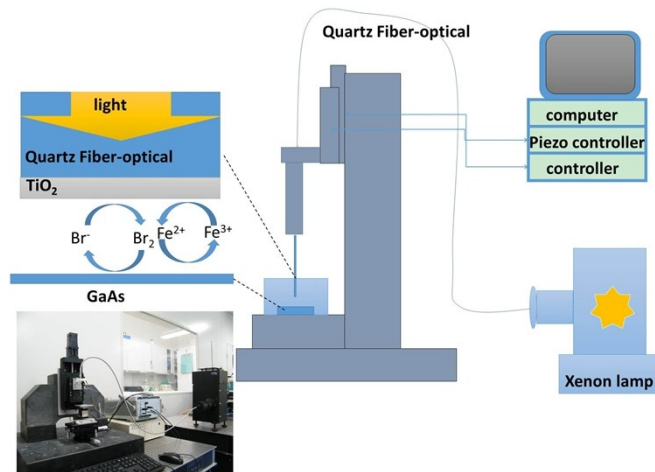 Quartz Fiber-optical
light
Quartz Fiber-optical
TiO₂
Br⁻ Br₂ Fe²⁺ Fe³⁺
GaAs
computer
Piezo controller
controller
Xenon lamp